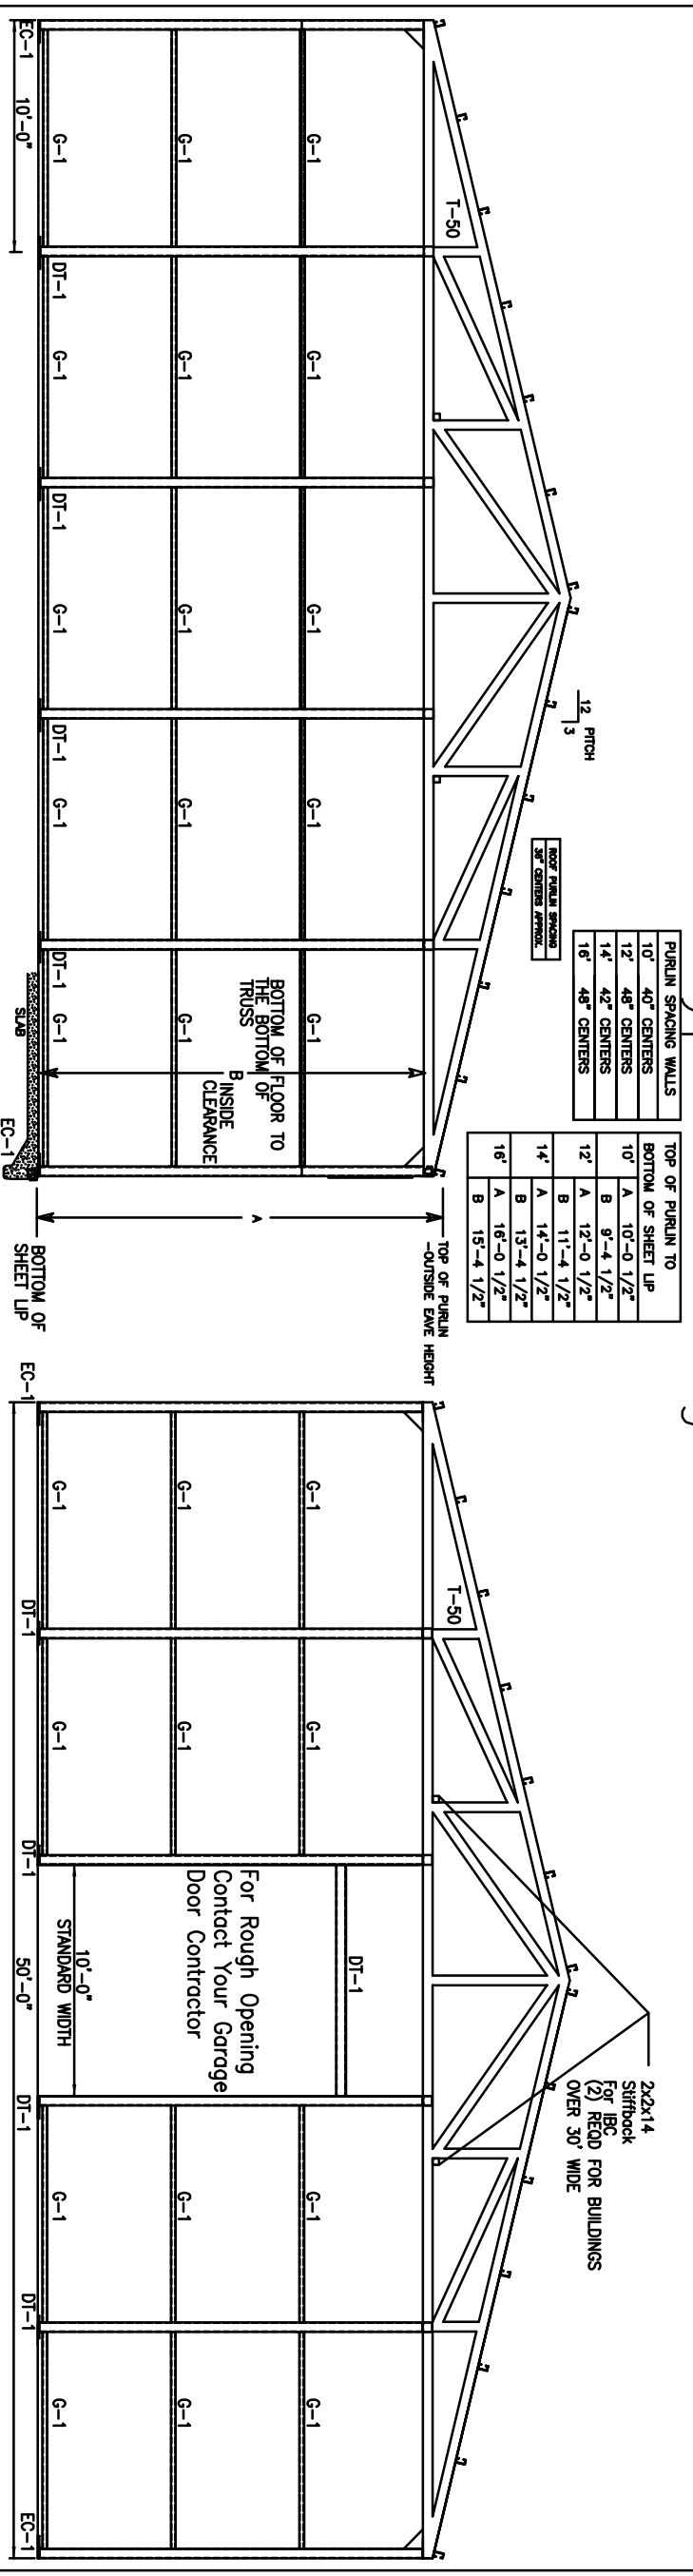 PURLIN SPACING WALLS
10' 40" CENTERS
12' 48" CENTERS
14' 42" CENTERS
16' 48" CENTERS
TOP OF PURLIN TO
BOTTOM OF SHEET LIP
10' A 10'-0 1/2"
B 9'-4 1/2"
12' A 12'-0 1/2"
B 11'-4 1/2"
14' A 14'-0 1/2"
B 13'-4 1/2"
16' A 16'-0 1/2"
B 15'-4 1/2"
12 PITCH
3
ROOF PURLIN SPACING
36" CENTERS APPROX.
T-50
G-1 G-1 G-1 G-1 G-1
G-1 G-1 G-1 G-1 G-1
G-1 DT-1 G-1 DT-1 G-1 DT-1 G-1 DT-1 G-1
BOTTOM OF FLOOR TO
THE BOTTOM OF
TRUSS
B INSIDE
CLEARANCE
EC-1
10'-0"
SLAB
EC-1
A
TOP OF PURLIN
-OUTSIDE EAVE HEIGHT
BOTTOM OF
SHEET LIP
2x2x14
Stiffback
For IBC
(2) REQD FOR BUILDINGS
OVER 30' WIDE
T-50
DT-1
G-1 G-1 G-1 G-1
G-1 G-1 G-1 G-1
G-1 G-1 G-1 G-1
For Rough Opening
Contact Your Garage
Door Contractor
10'-0"
STANDARD WIDTH
EC-1 DT-1 DT-1 DT-1 DT-1 EC-1
50'-0"